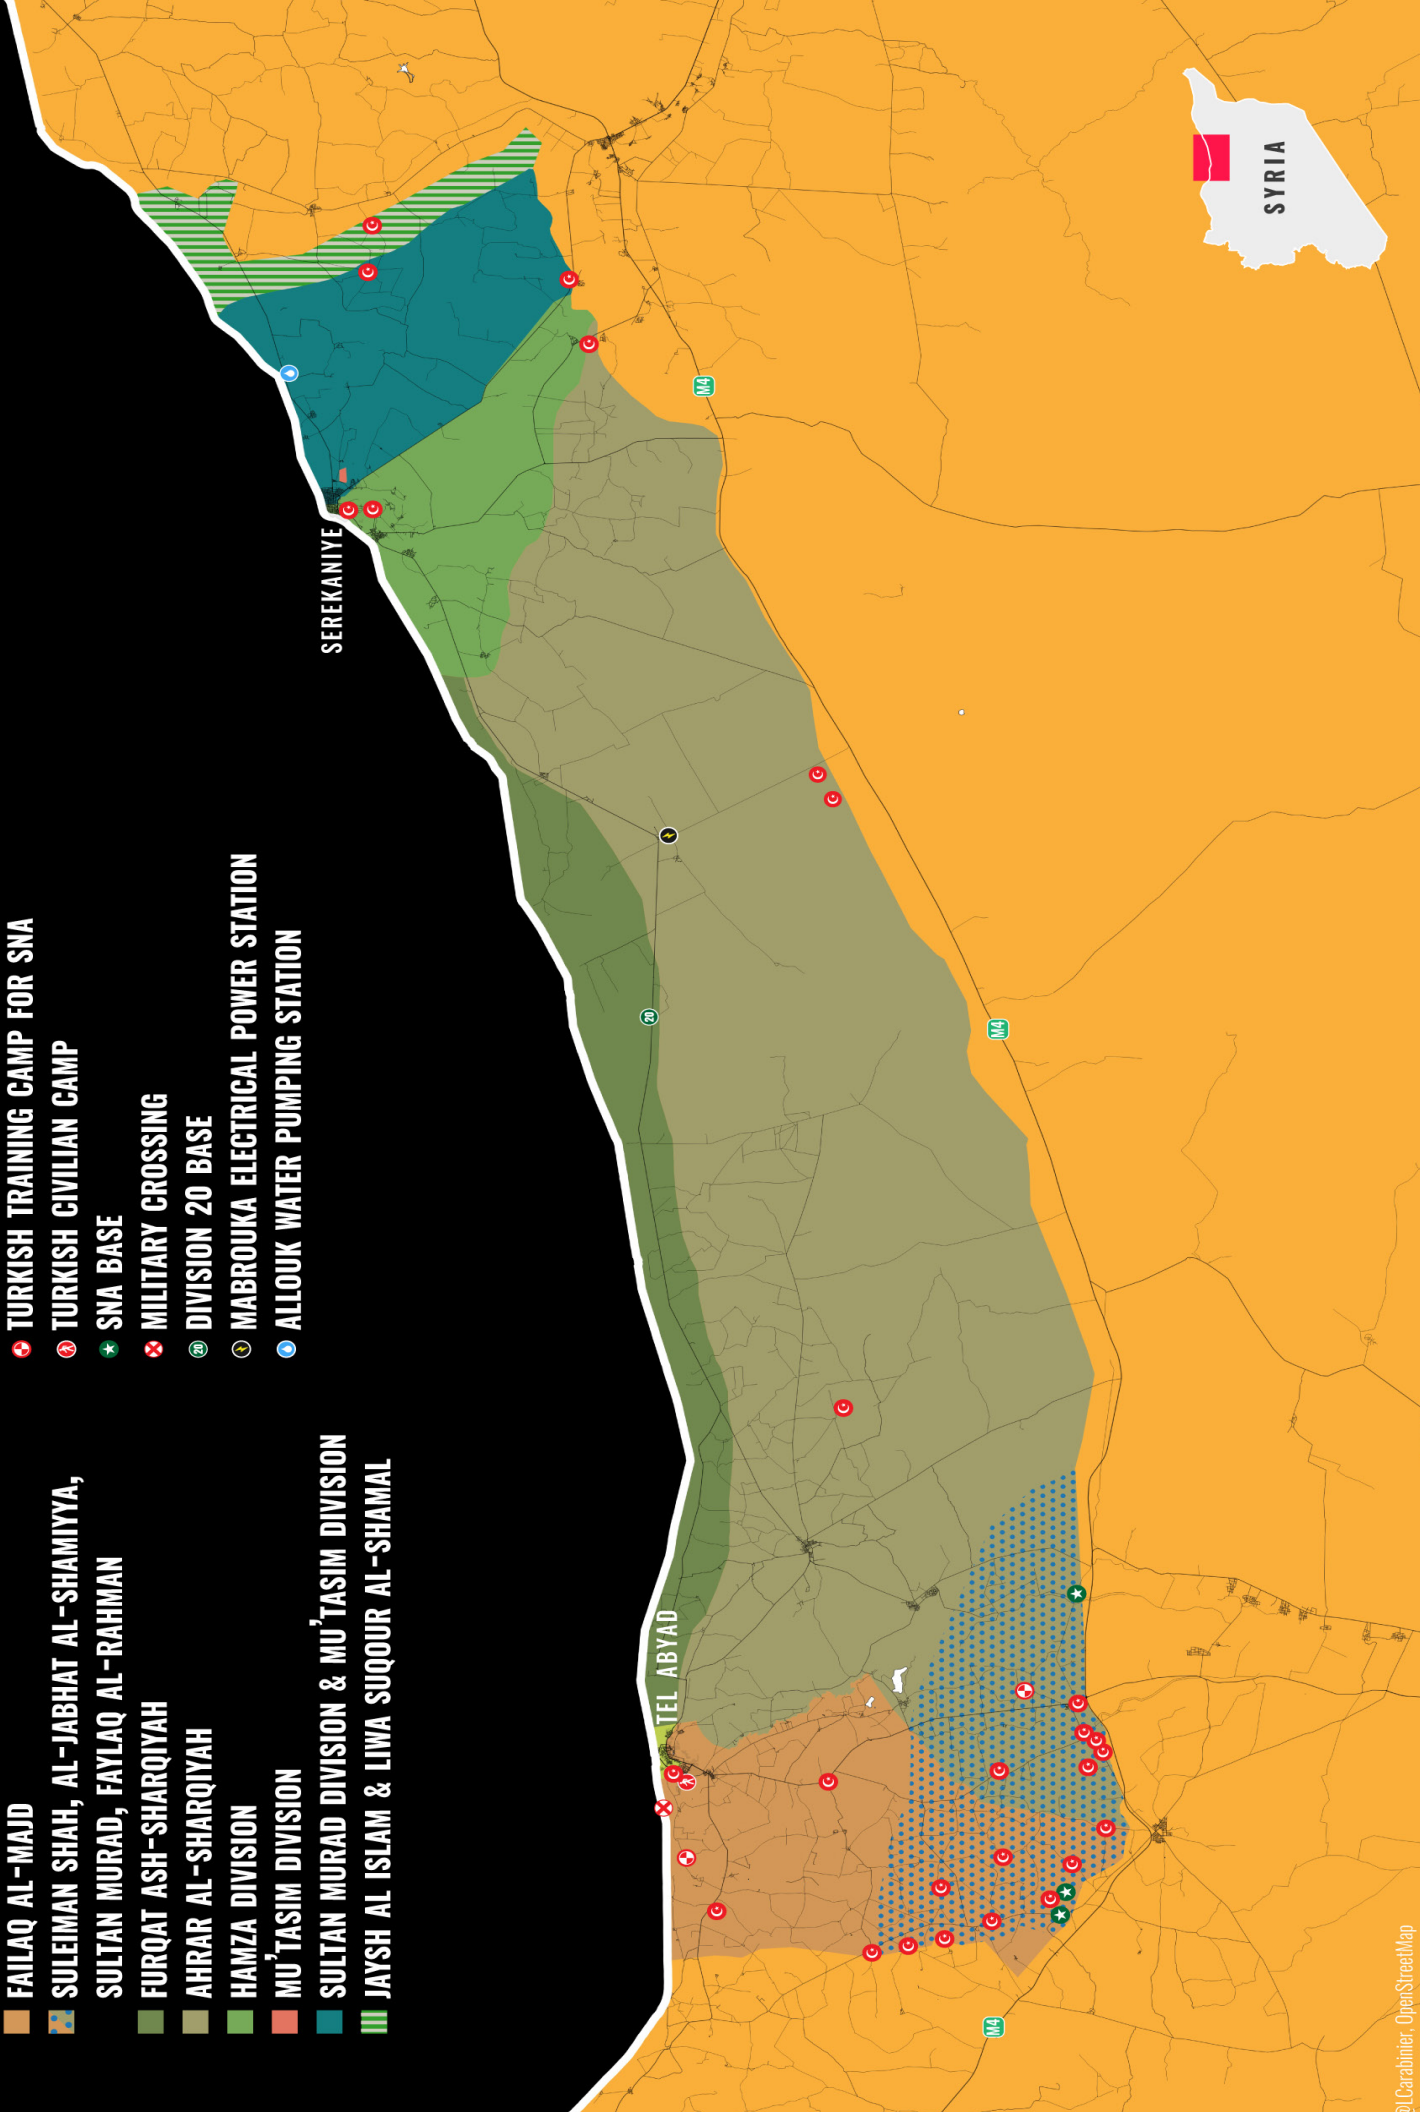 FAILAQ AL-MAJD
SULEIMAN SHAH, AL-JABHAT AL-SHAMIYYA,
SULTAN MURAD, FAYLAQ AL-RAHMAN
FURQAT ASH-SHARQIYAH
AHRAR AL-SHARQIYAH
HAMZA DIVISION
MU'TASIM DIVISION
SULTAN MURAD DIVISION & MU'TASIM DIVISION
JAYSH AL ISLAM & LIWA SUQOUR AL-SHAMAL
TURKISH TRAINING CAMP FOR SNA
TURKISH CIVILIAN CAMP
SNA BASE
MILITARY CROSSING
20 DIVISION 20 BASE
MABROUKA ELECTRICAL POWER STATION
ALLOUK WATER PUMPING STATION
SEREKANIYE
TEL ABYAD
20
M4
M4
M4
SYRIA
@LCarabinier, OpenStreetMap